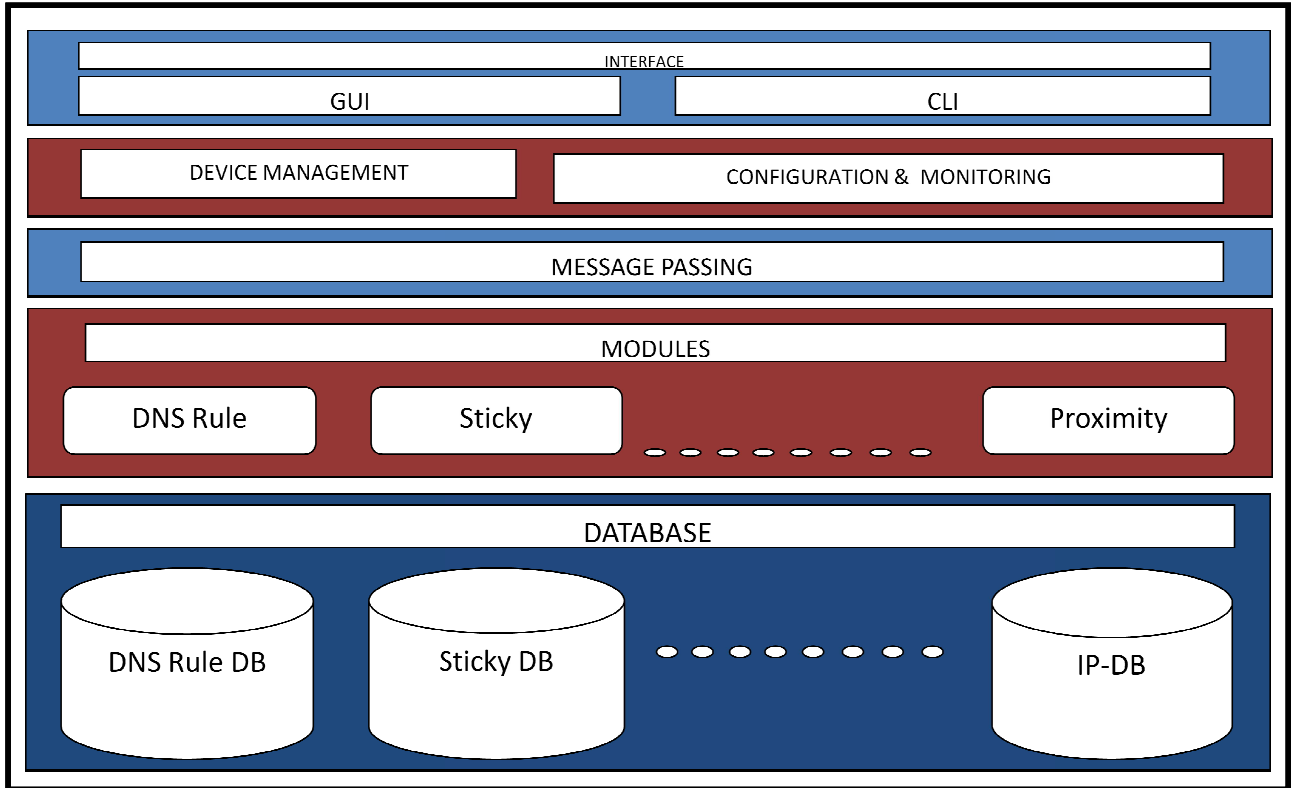 INTERFACE
GUI
CLI
DEVICE MANAGEMENT
CONFIGURATION & MONITORING
MESSAGE PASSING
MODULES
DNS Rule
Sticky
Proximity
DATABASE
DNS Rule DB
Sticky DB
IP-DB